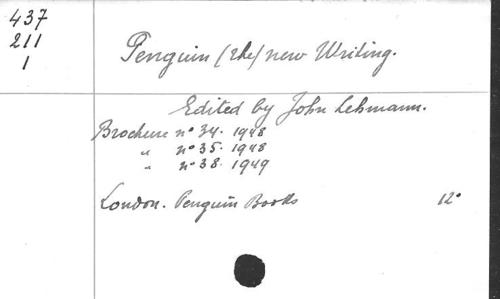 437
211
1
Penguin (the) new Writing.
Edited by John Lehmann.
Brochure n° 34. 1948
" n° 35. 1948
" n° 38. 1949
London. Penguin Books 12°